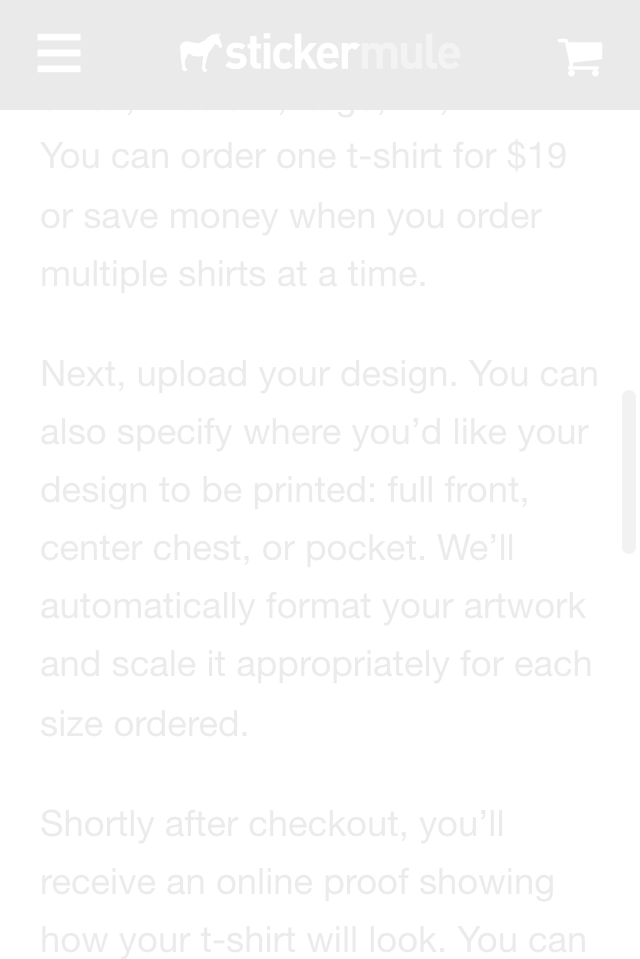 stickermule
You can order one t-shirt for $19
or save money when you order
multiple shirts at a time.
Next, upload your design. You can
also specify where you’d like your
design to be printed: full front,
center chest, or pocket. We’ll
automatically format your artwork
and scale it appropriately for each
size ordered.
Shortly after checkout, you’ll
receive an online proof showing
how your t-shirt will look. You can